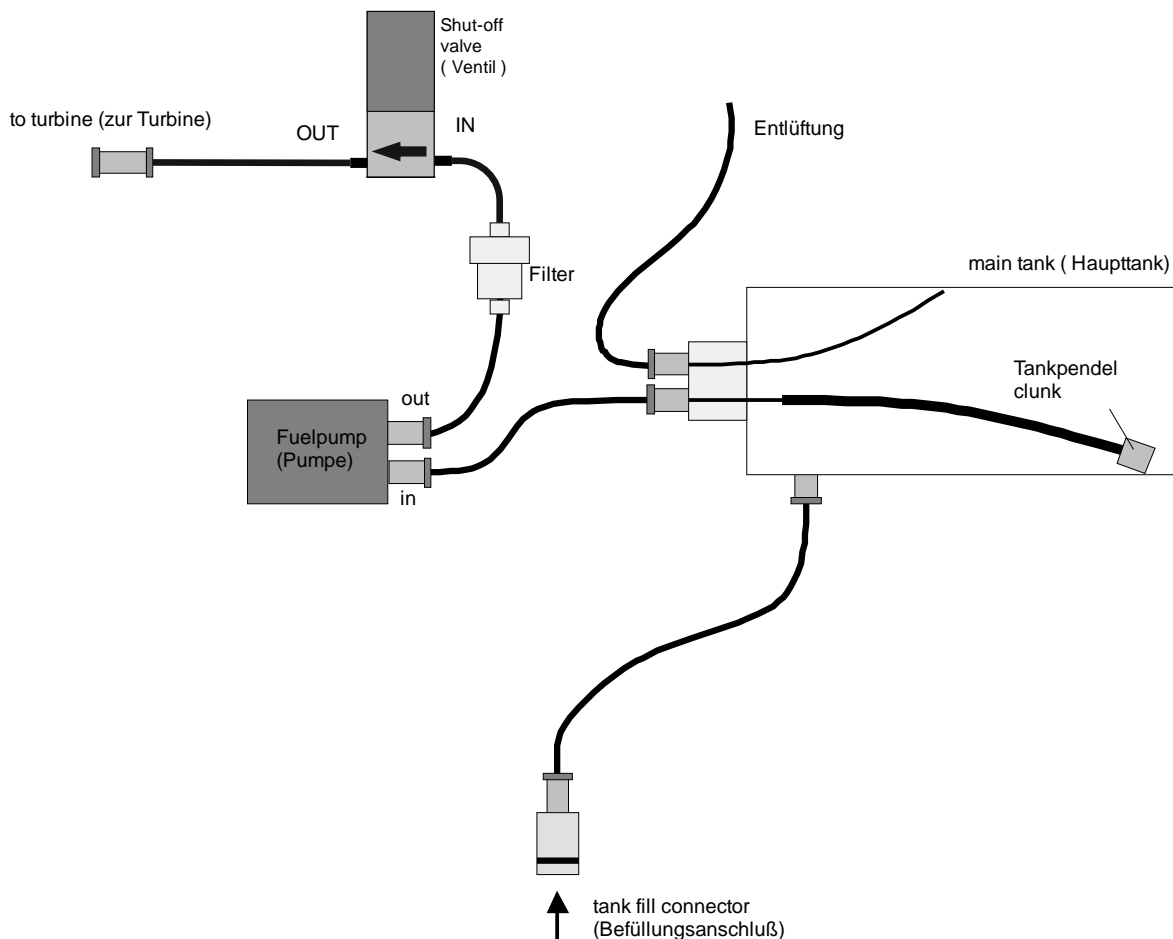 Shut-off
valve
( Ventil )
to turbine (zur Turbine)
OUT
IN
Entlüftung
Filter
main tank ( Haupttank)
Tankpendel
clunk
out
Fuelpump
(Pumpe)
in
tank fill connector
(Befüllungsanschluß)